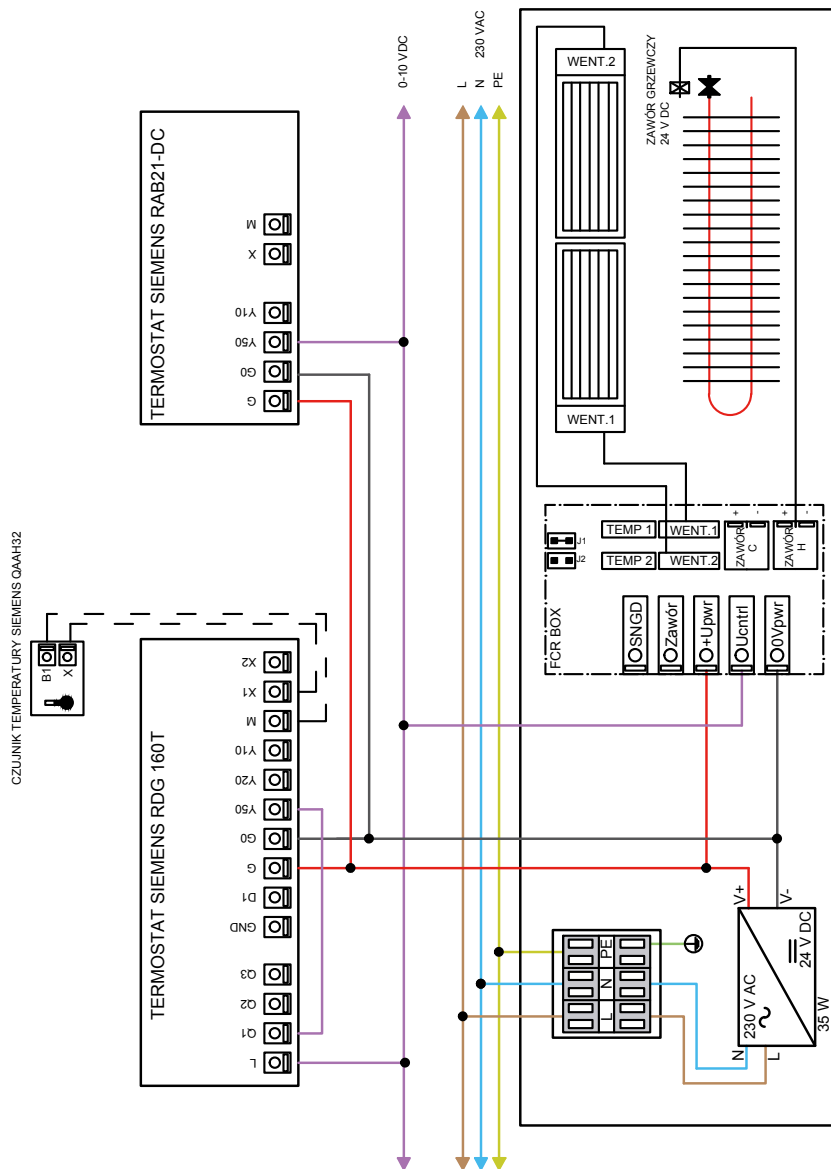 0-10 VDC
L
N
230 VAC
PE
TERMOSTAT SIEMENS RAB21-DC
M
X
Y10
Y50
G0
G
CZUJNIK TEMPERATURY SIEMENS QAAH32
B1
X
TERMOSTAT SIEMENS RDG 160T
X2
X1
M
Y10
Y20
Y50
G0
G
D1
GND
Q3
Q2
Q1
L
WENT.2
WENT.1
ZAWÓR GRZEWCZY
24 V DC
FCR BOX
J1
J2
TEMP 1
WENT.1
TEMP 2
WENT.2
ZAWÓR
C
+
-
ZAWÓR
H
+
-
SNGD
Zawór
+Upwr
Ucntrl
0Vpwr
PE
N
L
V+
V-
230 V AC
24 V DC
N
L
35 W